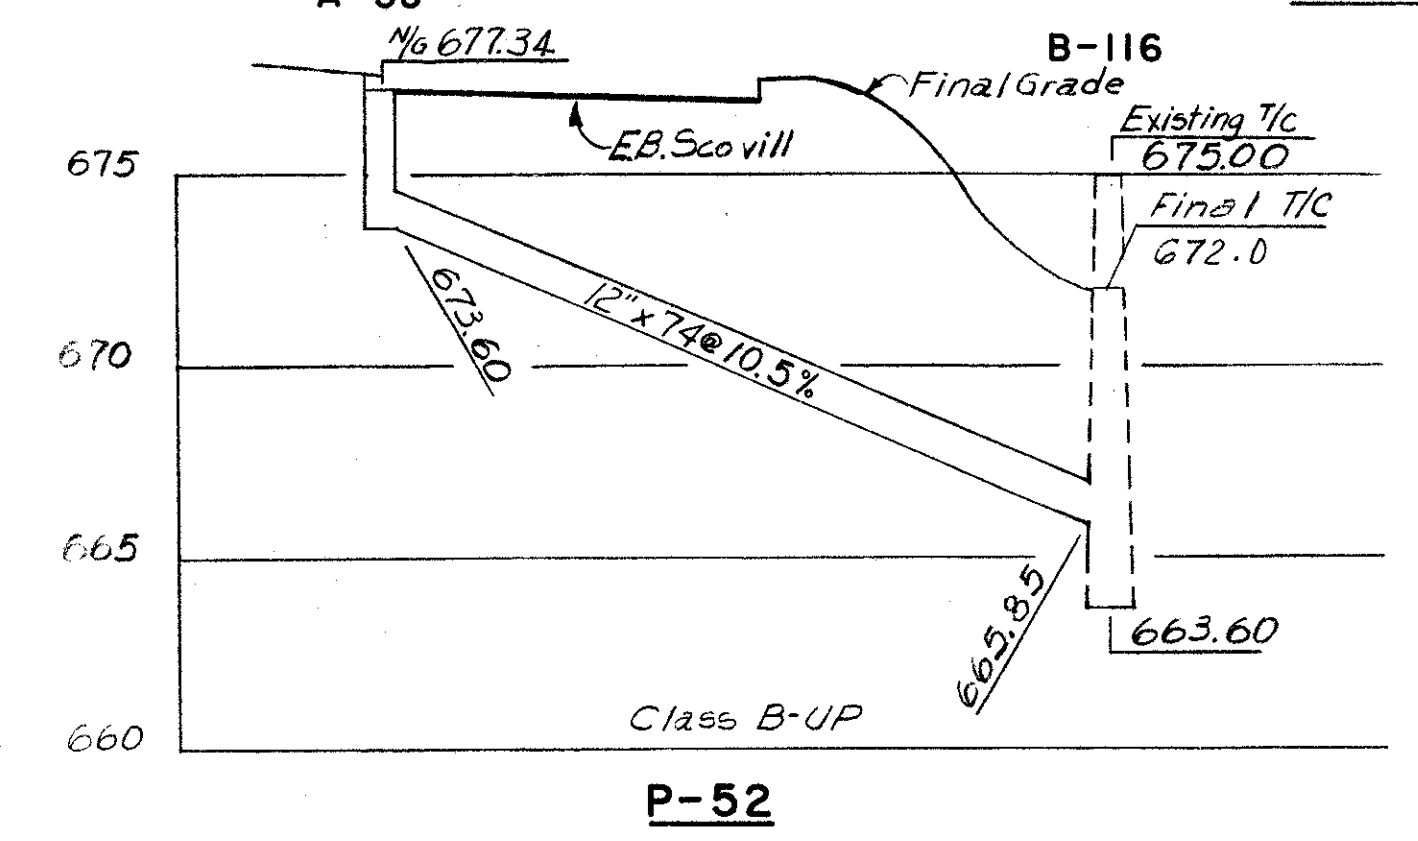 N/G 677.34
B-116
Final Grade
E.B. Scovill
Existing T/C
675.00
675
Final T/C
672.0
673.60
12" x 74 @ 10.5%
670
665
665.85
663.60
Class B-UP
660
P-52